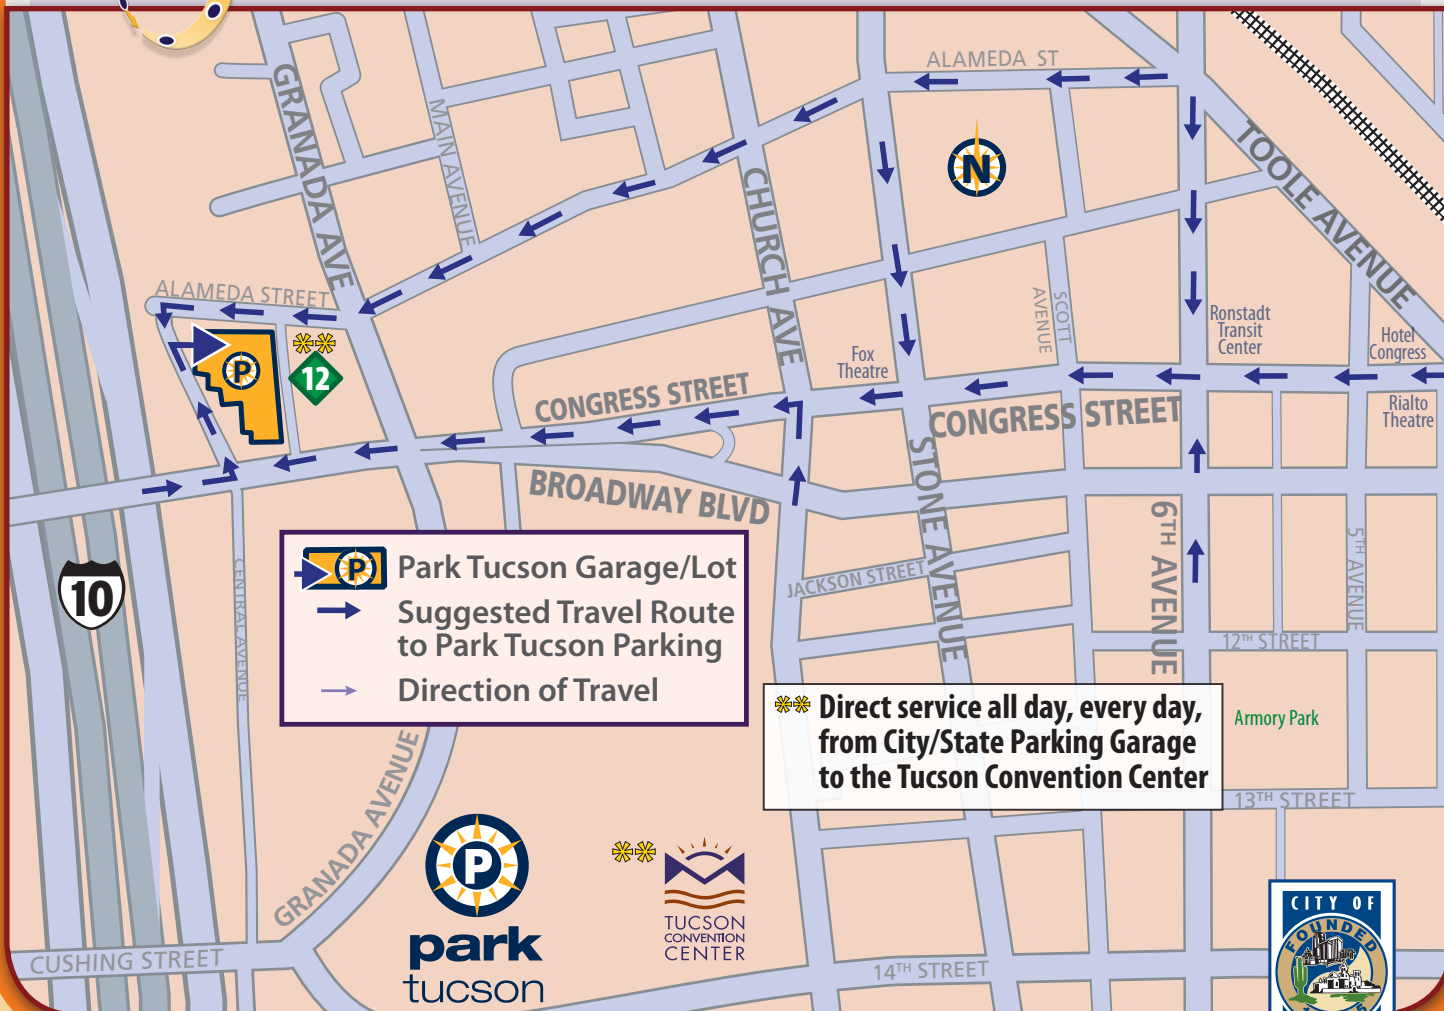 ALAMEDA ST
GRANADA AVE
MAIN AVENUE
CHURCH AVE
N
TOOLE AVENUE
ALAMEDA STREET
12
P
SCOTT
AVENUE
Ronstadt
Transit
Center
Hotel
Congress
Fox
Theatre
CONGRESS STREET
CONGRESS STREET
Rialto
Theatre
BROADWAY BLVD
STONE AVENUE
6TH AVENUE
5TH AVENUE
10
CENTRAL AVENUE
JACKSON STREET
12TH STREET
P
Park Tucson Garage/Lot
Suggested Travel Route
to Park Tucson Parking
Direction of Travel
** Direct service all day, every day,
from City/State Parking Garage
to the Tucson Convention Center
Armory Park
13TH STREET
GRANADA AVENUE
P
park
tucson
**
TUCSON
CONVENTION
CENTER
CITY OF
FOUNDED
CUSHING STREET
14TH STREET